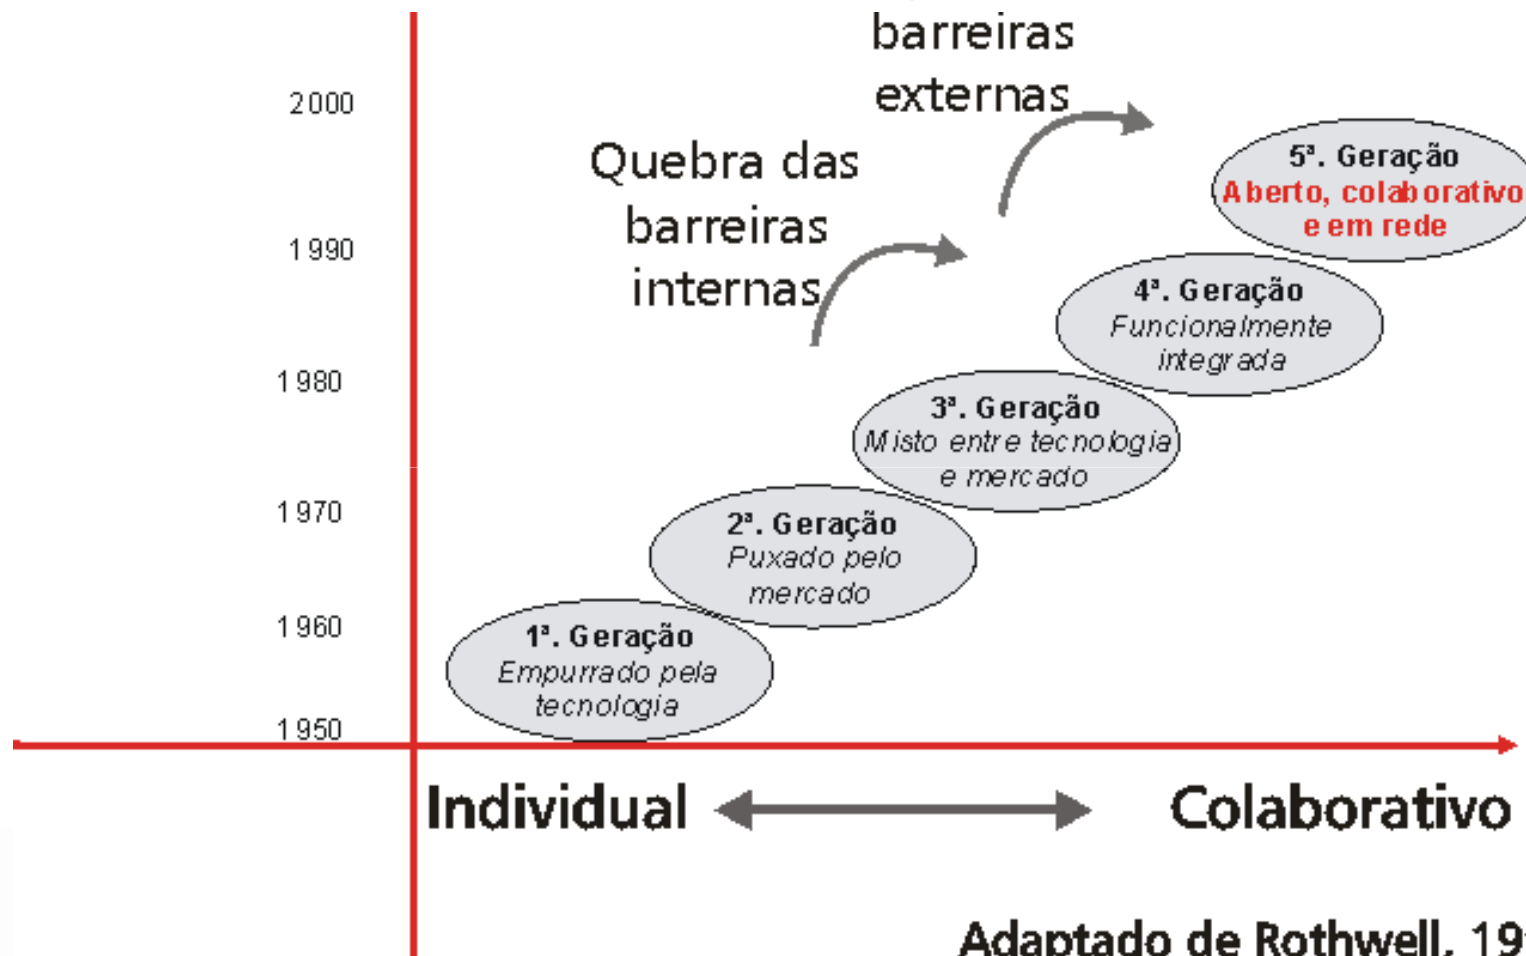 barreiras
externas
2000
Quebra das
barreiras
internas
5ª. Geração
Aberto, colaborativo
e em rede
1990
4ª. Geração
Funcionalmente
integrada
1980
3ª. Geração
Misto entre tecnologia
e mercado
1970
2ª. Geração
Puxado pelo
mercado
1960
1ª. Geração
Empurrado pela
tecnologia
1950
Individual
Colaborativo
Adaptado de Rothwell,